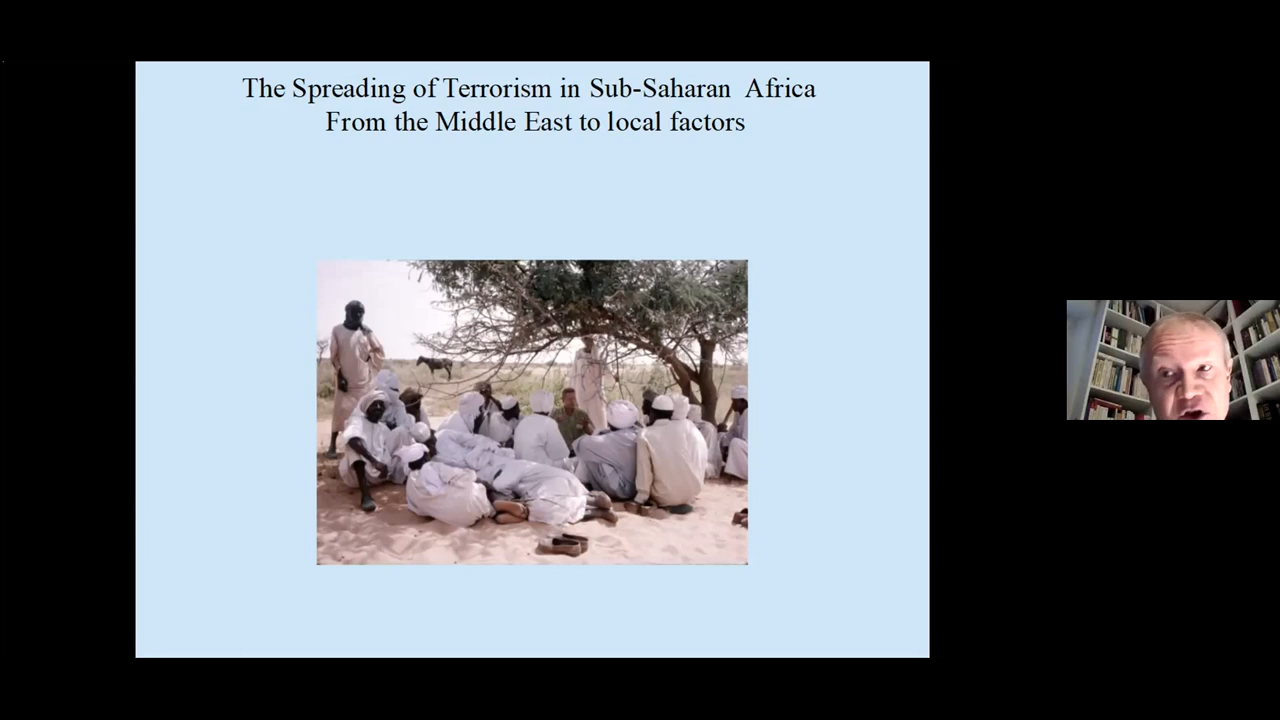 The Spreading of Terrorism in Sub-Saharan  Africa
From the Middle East to local factors